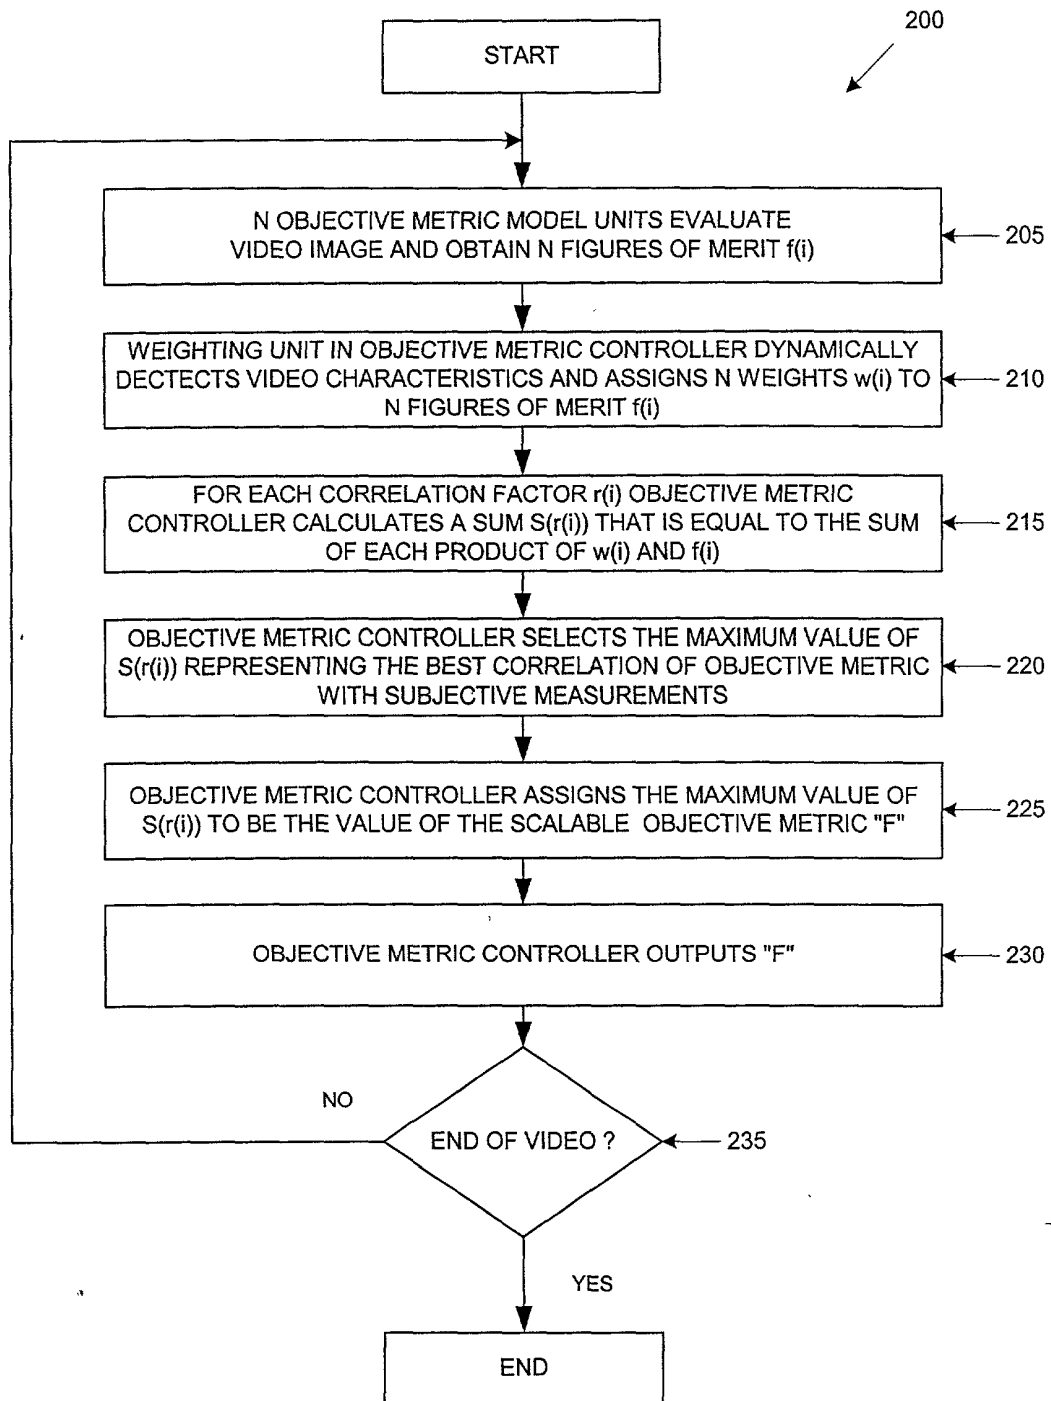 200
START
N OBJECTIVE METRIC MODEL UNITS EVALUATE
VIDEO IMAGE AND OBTAIN N FIGURES OF MERIT f(i)
205
WEIGHTING UNIT IN OBJECTIVE METRIC CONTROLLER DYNAMICALLY
DECTECTS VIDEO CHARACTERISTICS AND ASSIGNS N WEIGHTS w(i) TO
N FIGURES OF MERIT f(i)
210
FOR EACH CORRELATION FACTOR r(i) OBJECTIVE METRIC
CONTROLLER CALCULATES A SUM S(r(i)) THAT IS EQUAL TO THE SUM
OF EACH PRODUCT OF w(i) AND f(i)
215
OBJECTIVE METRIC CONTROLLER SELECTS THE MAXIMUM VALUE OF
S(r(i)) REPRESENTING THE BEST CORRELATION OF OBJECTIVE METRIC
WITH SUBJECTIVE MEASUREMENTS
220
OBJECTIVE METRIC CONTROLLER ASSIGNS THE MAXIMUM VALUE OF
S(r(i)) TO BE THE VALUE OF THE SCALABLE OBJECTIVE METRIC "F"
225
OBJECTIVE METRIC CONTROLLER OUTPUTS "F"
230
NO
END OF VIDEO ?
235
YES
END